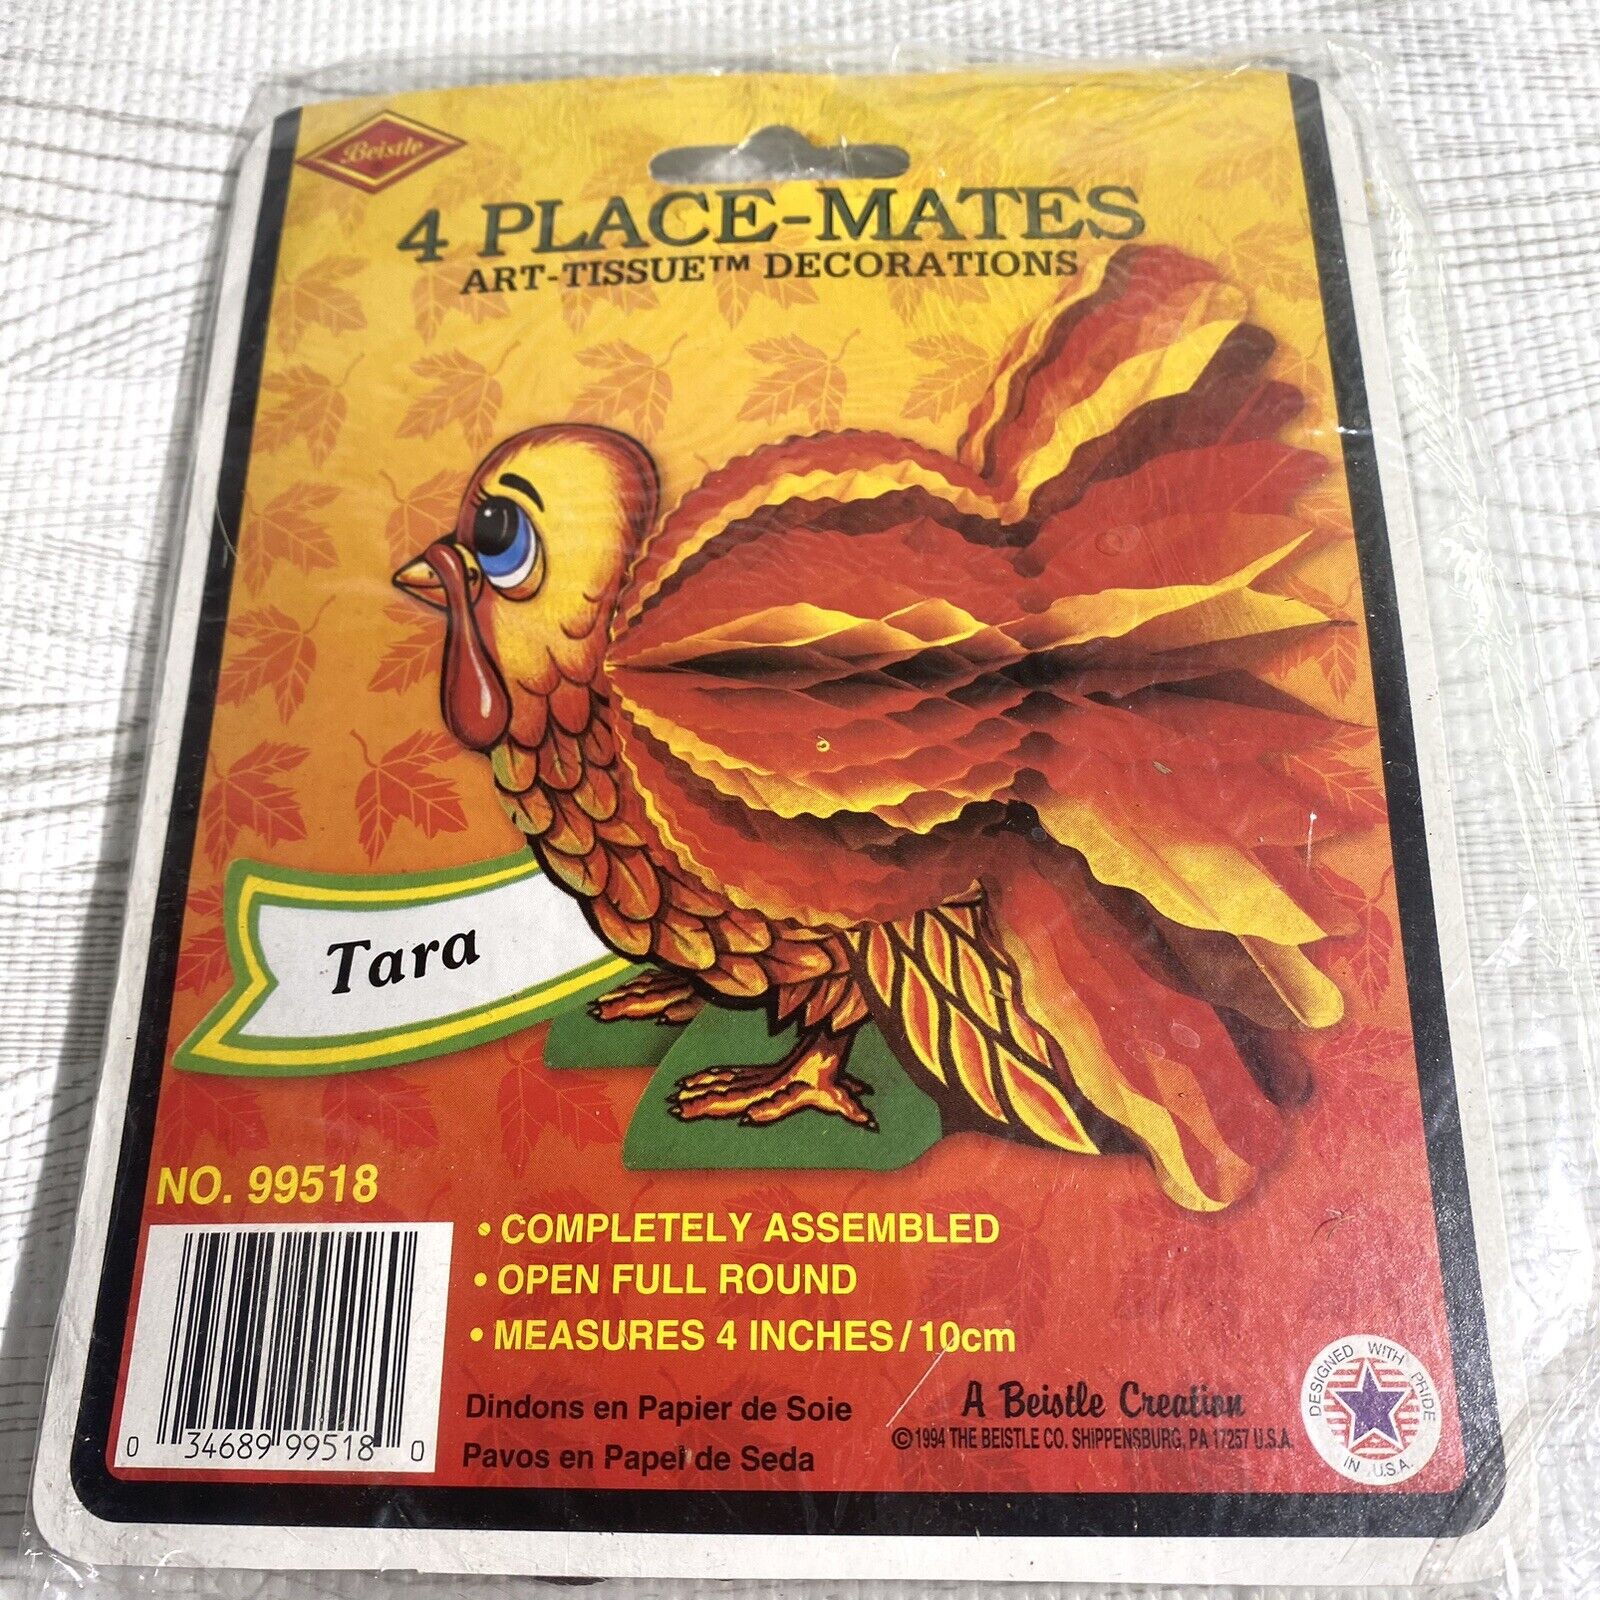 Beistle
4 PLACE-MATES
ART-TISSUE™ DECORATIONS
Tara
NO. 99518
• COMPLETELY ASSEMBLED
• OPEN FULL ROUND
• MEASURES 4 INCHES / 10cm
0 34689 99518 0
Dindons en Papier de Soie
Pavos en Papel de Seda
A Beistle Creation
©1994 THE BEISTLE CO. SHIPPENSBURG, PA 17257 U.S.A.
DESIGNED WITH PRIDE
IN U.S.A.